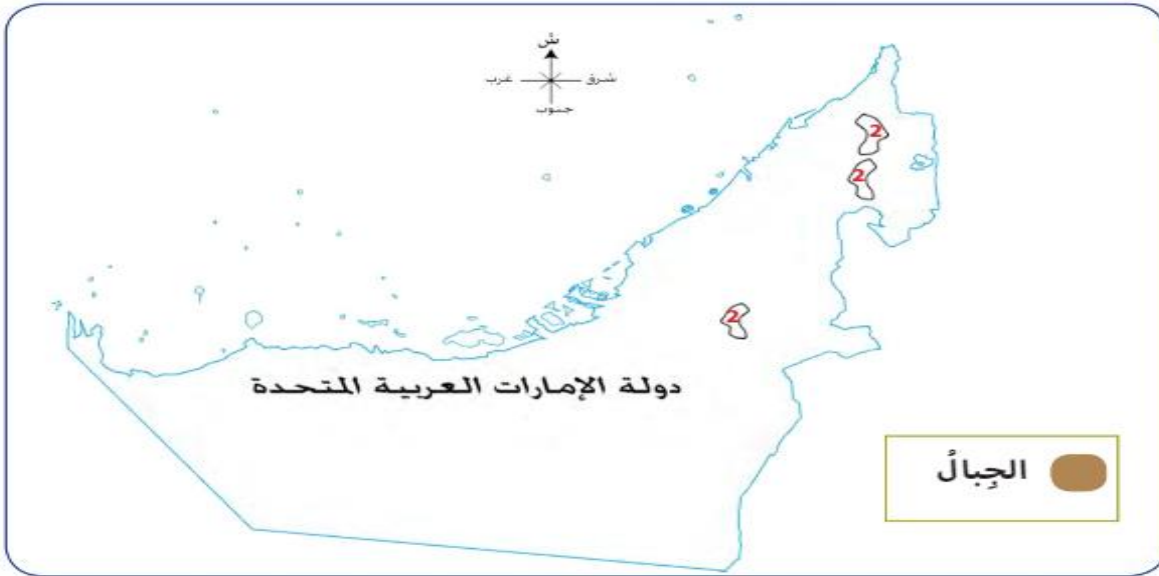 ش
غرب شرق
جنوب
2
2
2
دولة الإمارات العربية المتحدة
الجِبالُ